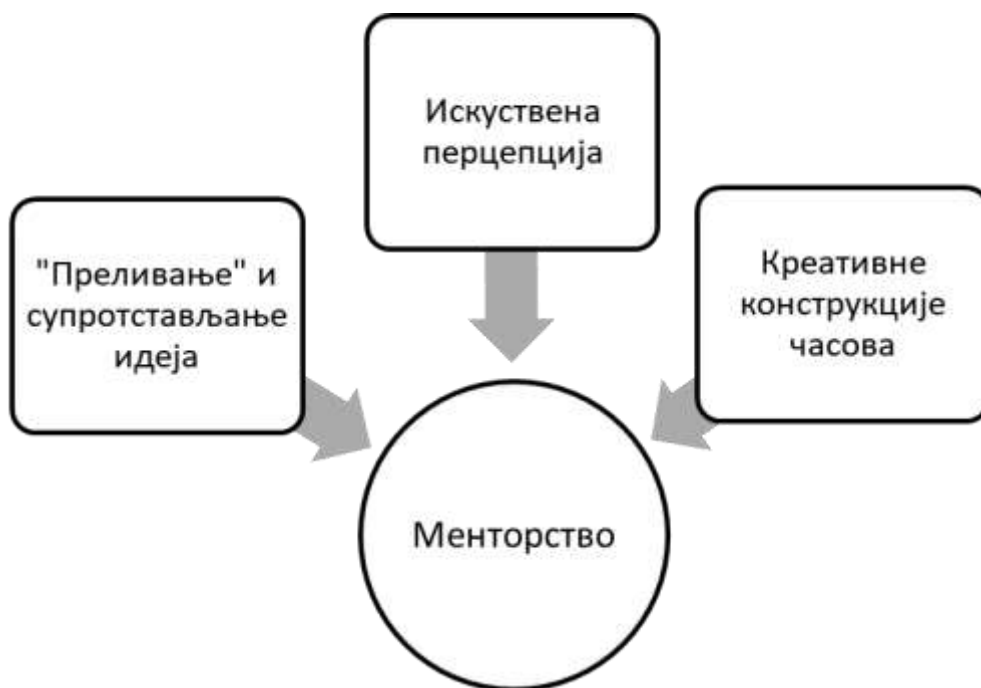 Искуствена
перцепција
"Преливање" и
супротстављање
идеја
Креативне
конструкције
часова
Менторство